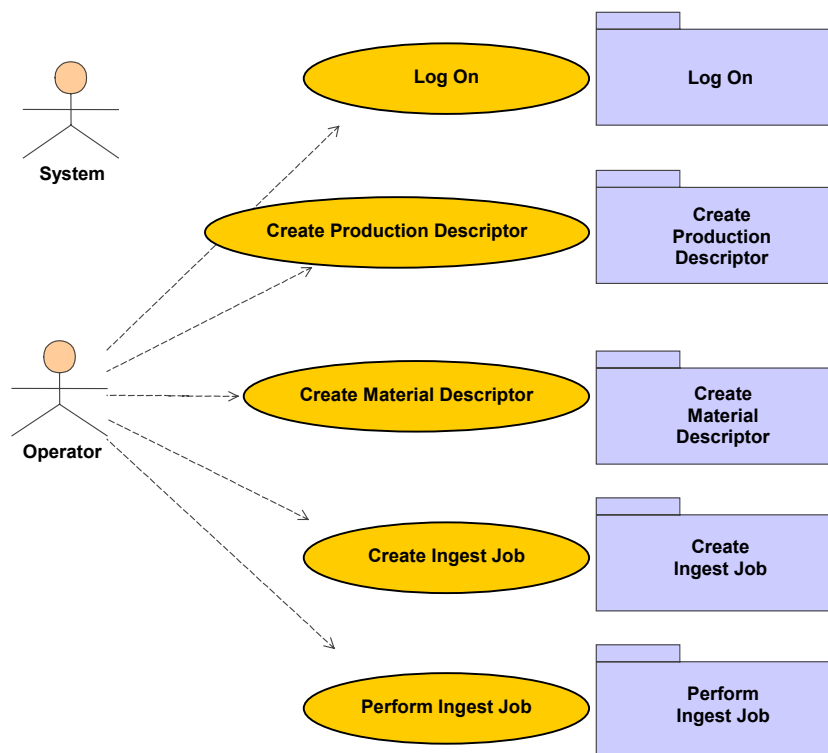 Log On
Log On
System
Create Production Descriptor
Create
Production
Descriptor
Create Material Descriptor
Create
Material
Descriptor
Operator
Create Ingest Job
Create
Ingest Job
Perform Ingest Job
Perform
Ingest Job